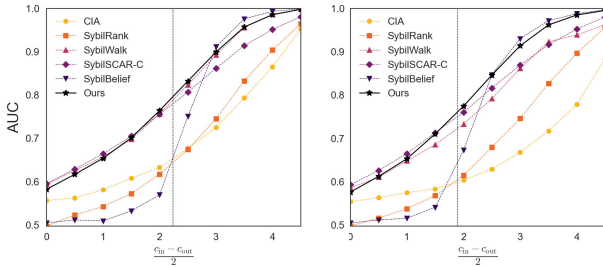 AUC
1.0
0.9
0.8
0.7
0.6
0.5
CIA
SybilRank
SybilWalk
SybilSCAR-C
SybilBelief
Ours
0 1 2 3 4
c_in − c_out
2
1.0
0.9
0.8
0.7
0.6
0.5
CIA
SybilRank
SybilWalk
SybilSCAR-C
SybilBelief
Ours
0 1 2 3 4
c_in − c_out
2